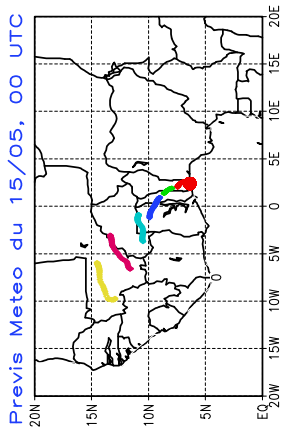 Previs Meteo du 15/05, 00 UTC
20E
15E
10E
5E
0
5W
10W
15W
20W
20N
15N
10N
5N
EQ
0